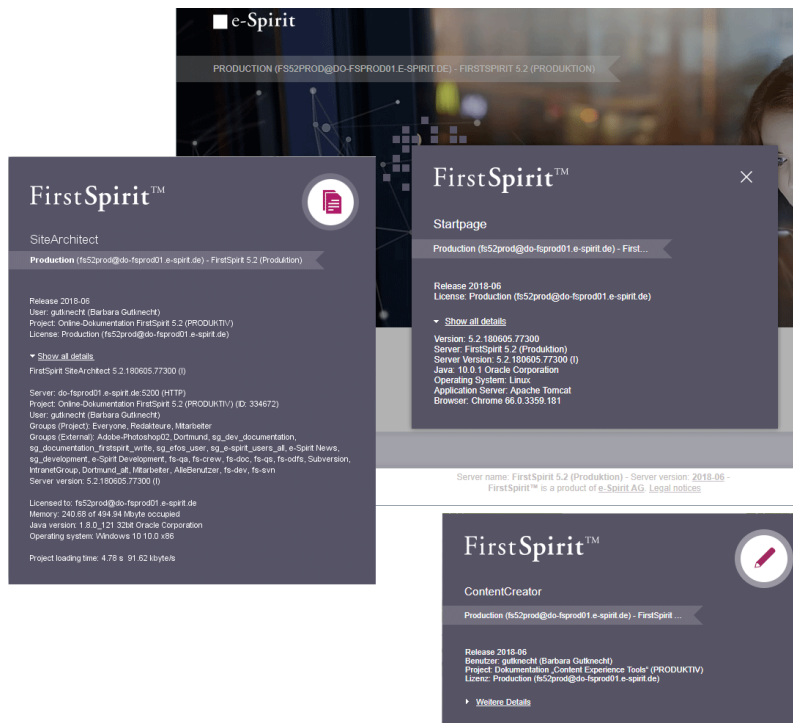 e-Spirit
PRODUCTION (FS52PROD@DO-FSPROD01.E-SPIRIT.DE) - FIRSTSPIRIT 5.2 (PRODUKTION)
FirstSpirit™
SiteArchitect
Production (fs52prod@do-fsprod01.e-spirit.de) - FirstSpirit 5.2 (Produktion)
Release 2018-06
User: gutknecht (Barbara Gutknecht)
Project: Online-Dokumentation FirstSpirit 5.2 (PRODUKTIV)
License: Production (fs52prod@do-fsprod01.e-spirit.de)
Show all details
FirstSpirit SiteArchitect 5.2.180605.77300 (I)
Server: do-fsprod01.e-spirit.de:5200 (HTTP)
Project: Online-Dokumentation FirstSpirit 5.2 (PRODUKTIV) (ID: 334672)
User: gutknecht (Barbara Gutknecht)
Groups (Project): Everyone, Redakteure, Mitarbeiter
Groups (External): Adobe-Photoshop02, Dortmund, sg_dev_documentation,
sg_documentation_firstspirit_write, sg_efos_user, sg_e-spirit_users_all, e-Spirit News,
sg_development, e-Spirit Development, fs-qa, fs-crew, fs-doc, fs-qs, fs-odfs, Subversion,
IntranetGroup, Dortmund_alt, Mitarbeiter, AlleBenutzer, fs-dev, fs-svn
Server version: 5.2.180605.77300 (I)
Licensed to: fs52prod@do-fsprod01.e-spirit.de
Memory: 240.68 of 494.94 Mbyte occupied
Java version: 1.8.0_121 32bit Oracle Corporation
Operating system: Windows 10 10.0 x86
Project loading time: 4.78 s 91.62 kbyte/s
FirstSpirit™
Startpage
Production (fs52prod@do-fsprod01.e-spirit.de) - First...
Release 2018-06
License: Production (fs52prod@do-fsprod01.e-spirit.de)
Show all details
Version: 5.2.180605.77300
Server: FirstSpirit 5.2 (Produktion)
Server Version: 5.2.180605.77300 (I)
Java: 10.0.1 Oracle Corporation
Operating System: Linux
Application Server: Apache Tomcat
Browser: Chrome 66.0.3359.181
Server name: FirstSpirit 5.2 (Produktion) - Server version: 2018-06 -
FirstSpirit™ is a product of e-Spirit AG. Legal notices
FirstSpirit™
ContentCreator
Production (fs52prod@do-fsprod01.e-spirit.de) - FirstSpirit ...
Release 2018-06
Benutzer: gutknecht (Barbara Gutknecht)
Project: Dokumentation „Content Experience Tools“ (PRODUKTIV)
Lizenz: Production (fs52prod@do-fsprod01.e-spirit.de)
Weitere Details